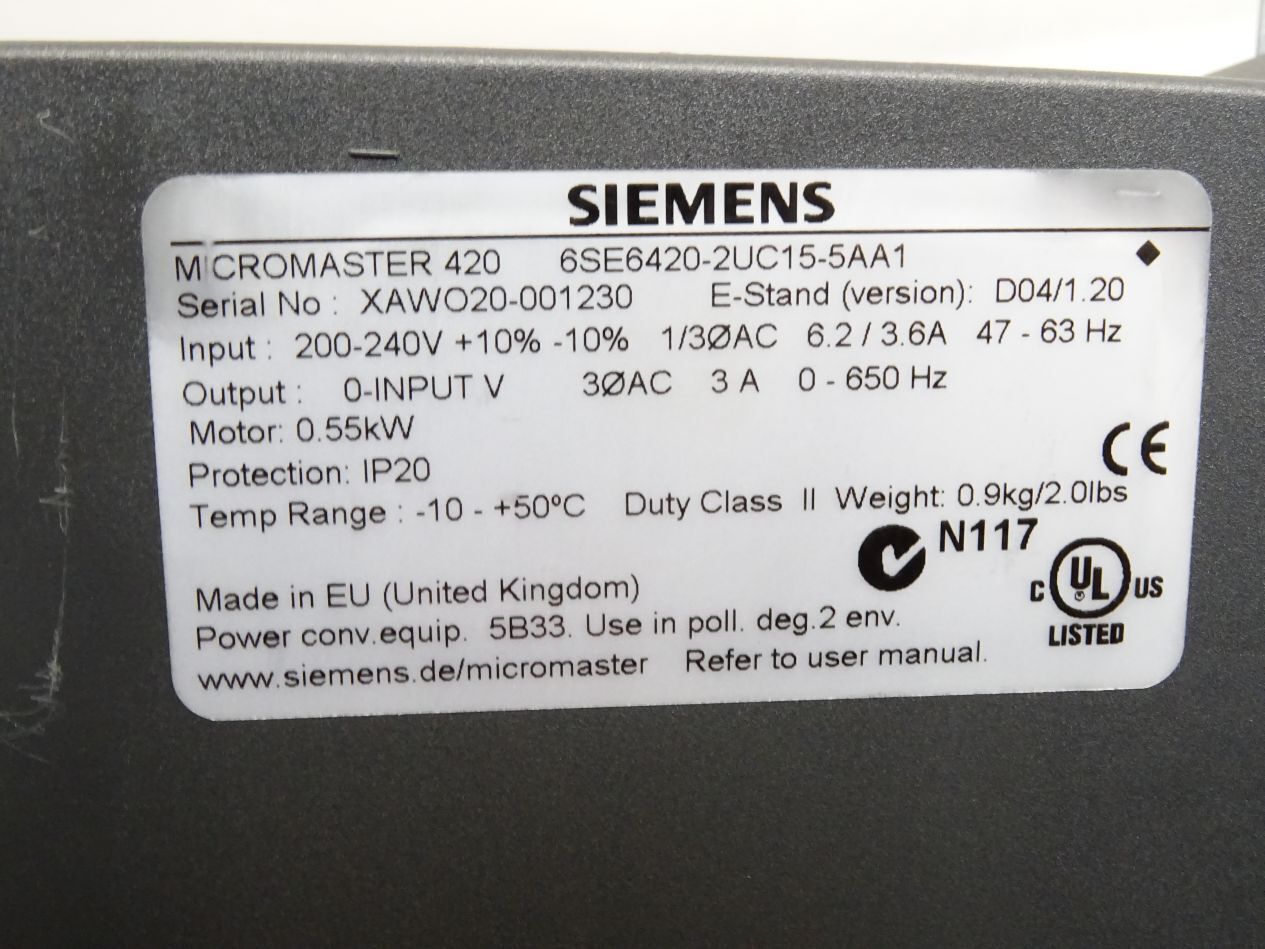 SIEMENS
MICROMASTER 420 6SE6420-2UC15-5AA1
Serial No : XAWO20-001230 E-Stand (version): D04/1.20
Input : 200-240V +10% -10% 1/3ØAC 6.2 / 3.6A 47 - 63 Hz
Output : 0-INPUT V 3ØAC 3 A 0 - 650 Hz
Motor: 0.55kW
Protection: IP20
CE
Temp Range : -10 - +50ºC Duty Class II Weight: 0.9kg/2.0lbs
N117
C UL US
LISTED
Made in EU (United Kingdom)
Power conv.equip. 5B33. Use in poll. deg.2 env.
www.siemens.de/micromaster Refer to user manual.